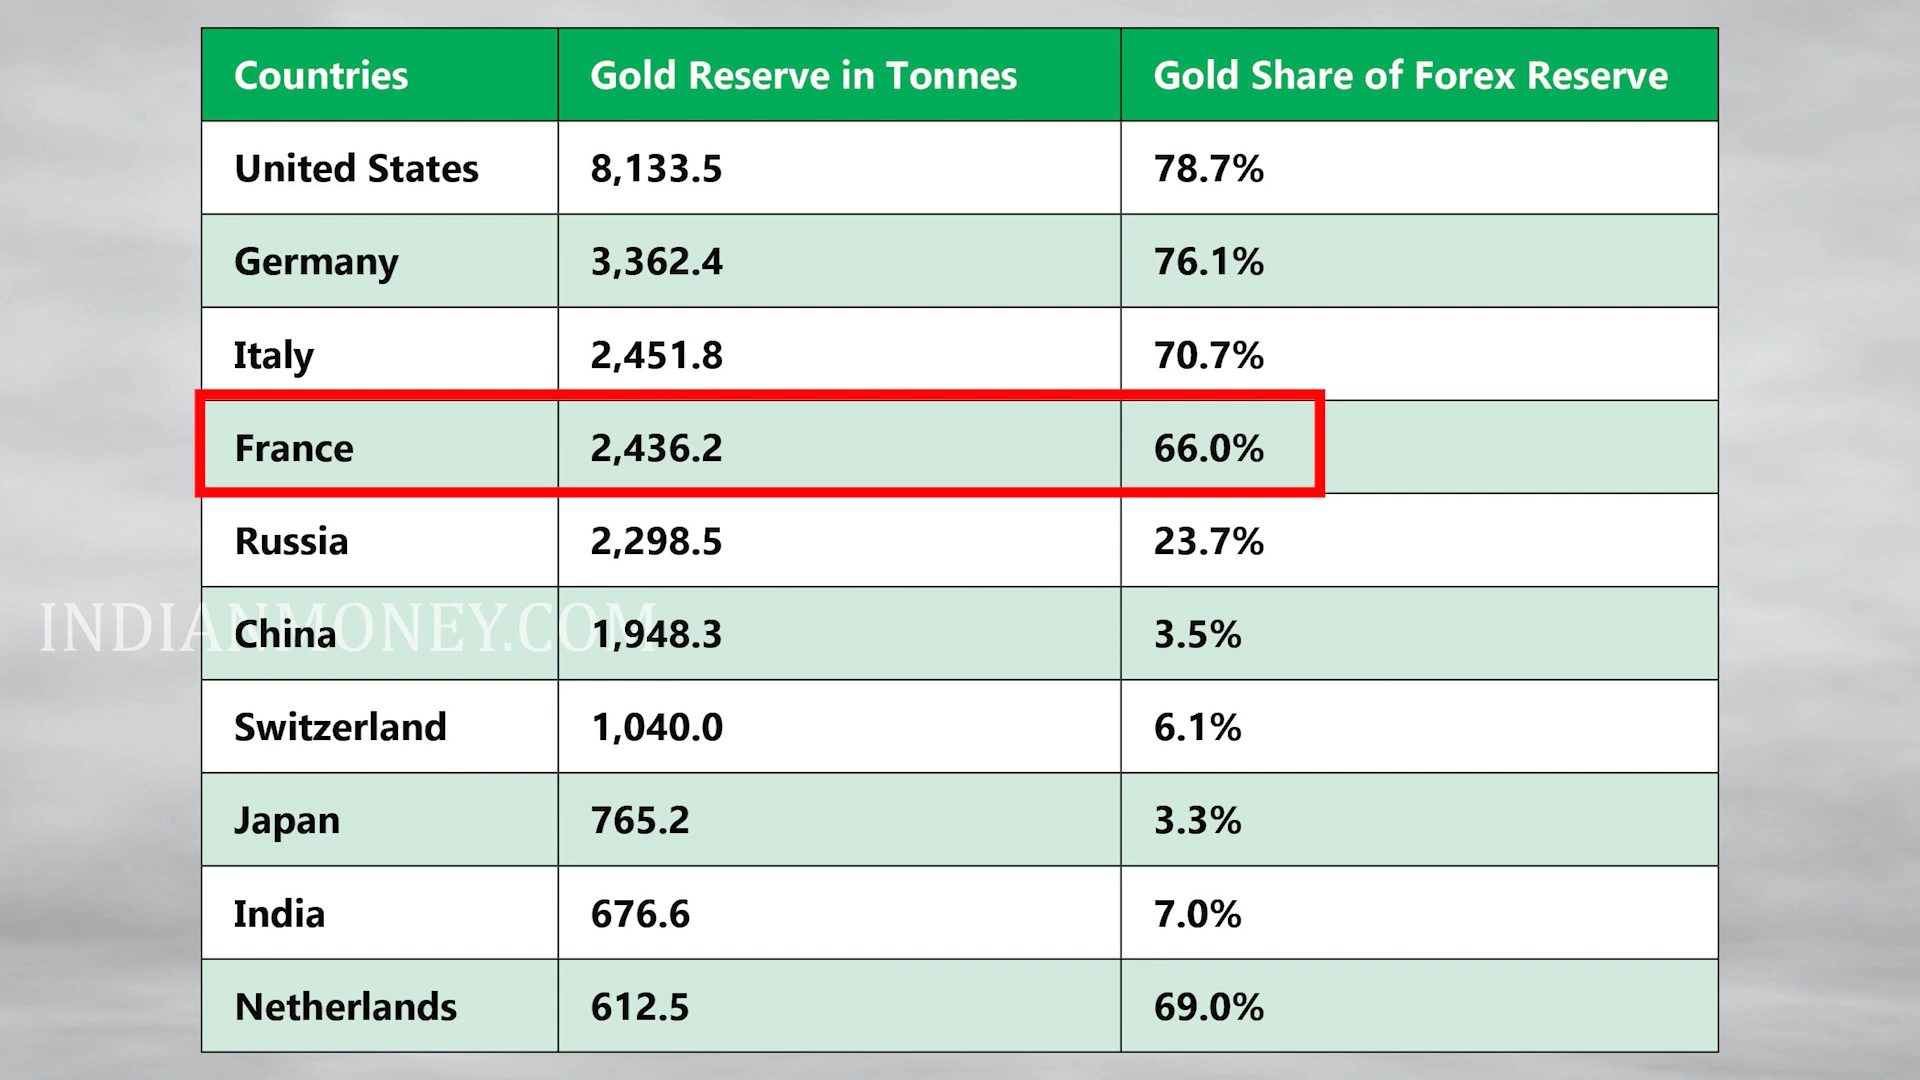 Countries Gold Reserve in Tonnes Gold Share of Forex Reserve
United States 8,133.5 78.7%
Germany 3,362.4 76.1%
Italy 2,451.8 70.7%
France 2,436.2 66.0%
Russia 2,298.5 23.7%
INDIANMONEY.COM
China 1,948.3 3.5%
Switzerland 1,040.0 6.1%
Japan 765.2 3.3%
India 676.6 7.0%
Netherlands 612.5 69.0%